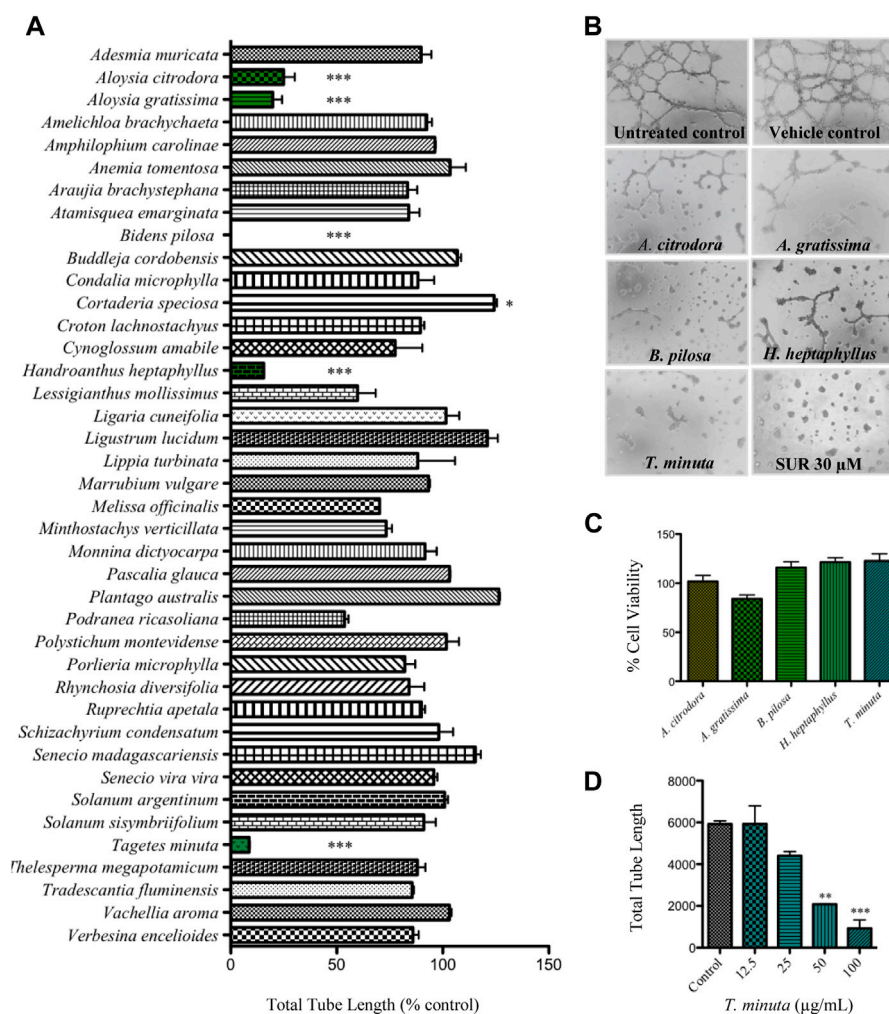 A
Adesmia muricata
Aloysia citrodora
***
Aloysia gratissima
***
Amelichloa brachychaeta
Amphilophium carolinae
Anemia tomentosa
Araujia brachystephana
Atamisquea emarginata
Bidens pilosa
***
Buddleja cordobensis
Condalia microphylla
Cortaderia speciosa
*
Croton lachnostachyus
Cynoglossum amabile
Handroanthus heptaphyllus
***
Lessigianthus mollissimus
Ligaria cuneifolia
Ligustrum lucidum
Lippia turbinata
Marrubium vulgare
Melissa officinalis
Minthostachys verticillata
Monnina dictyocarpa
Pascalia glauca
Plantago australis
Podranea ricasoliana
Polystichum montevidense
Porlieria microphylla
Rhynchosia diversifolia
Ruprechtia apetala
Schizachyrium condensatum
Senecio madagascariensis
Senecio vira vira
Solanum argentinum
Solanum sisymbriifolium
Tagetes minuta
***
Thelesperma megapotamicum
Tradescantia fluminensis
Vachellia aroma
Verbesina encelioides
0 50 100 150
Total Tube Length (% control)
B
Untreated control
Vehicle control
A. citrodora
A. gratissima
B. pilosa
H. heptaphyllus
T. minuta
SUR 30 µM
C
% Cell Viability
150
100
50
0
A. citrodora
A. gratissima
B. pilosa
H. heptaphyllus
T. minuta
D
Total Tube Length
8000
6000
4000
2000
0
**
***
Control
12.5
25
50
100
T. minuta (µg/mL)